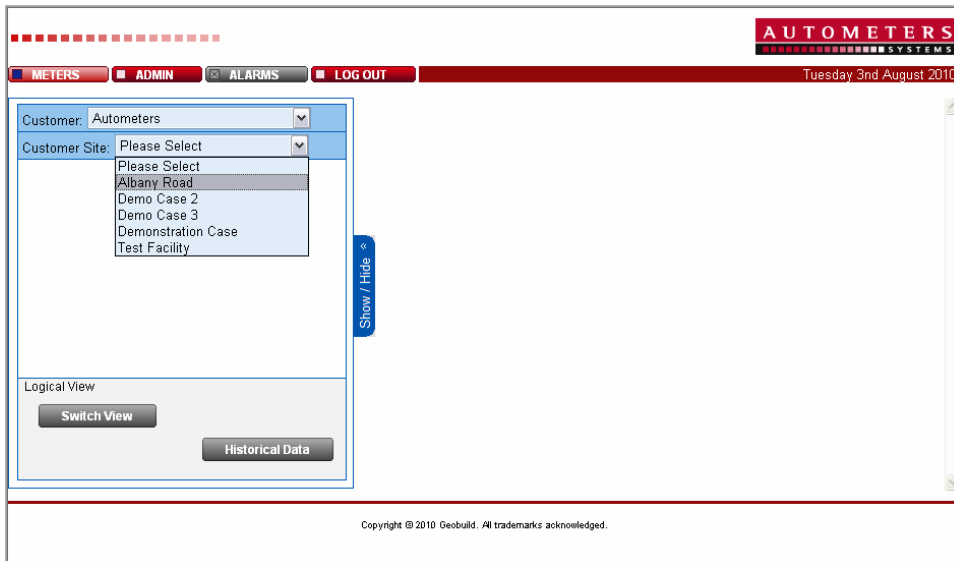 AUTOMETERS
SYSTEMS
METERS ADMIN ALARMS LOG OUT Tuesday 3nd August 2010
Customer: Autometers
Customer Site: Please Select
Please Select
Albany Road
Demo Case 2
Demo Case 3
Demonstration Case
Test Facility
Show / Hide «
Logical View
Switch View
Historical Data
Copyright © 2010 Geobuild. All trademarks acknowledged.